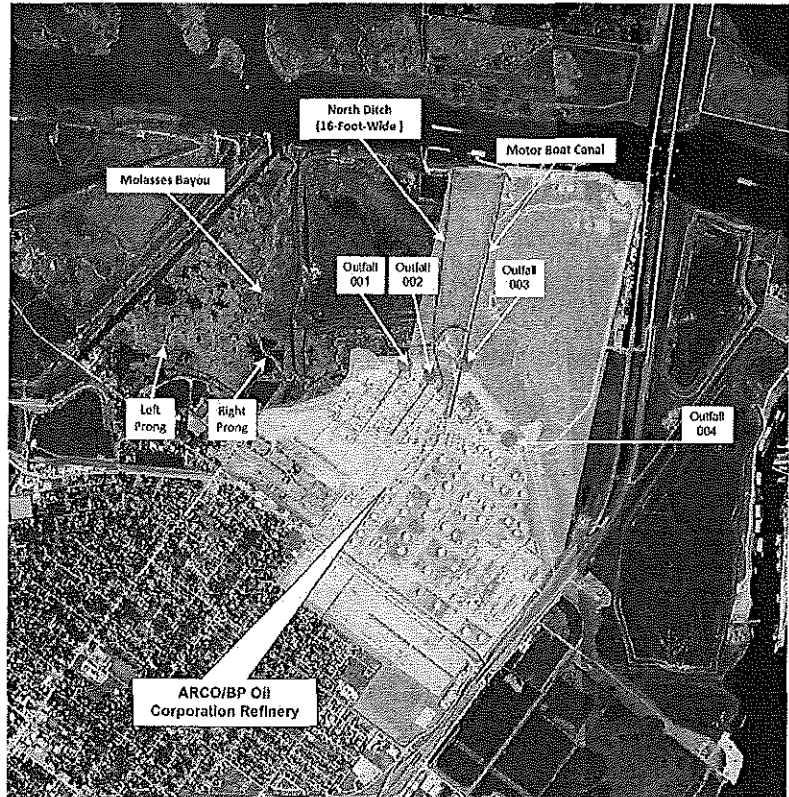 North Ditch
(16-Foot-Wide )
Motor Boat Canal
Molasses Bayou
Outfall
001
Outfall
002
Outfall
003
Left
Prong
Right
Prong
Outfall
004
ARCO/BP Oil
Corporation Refinery